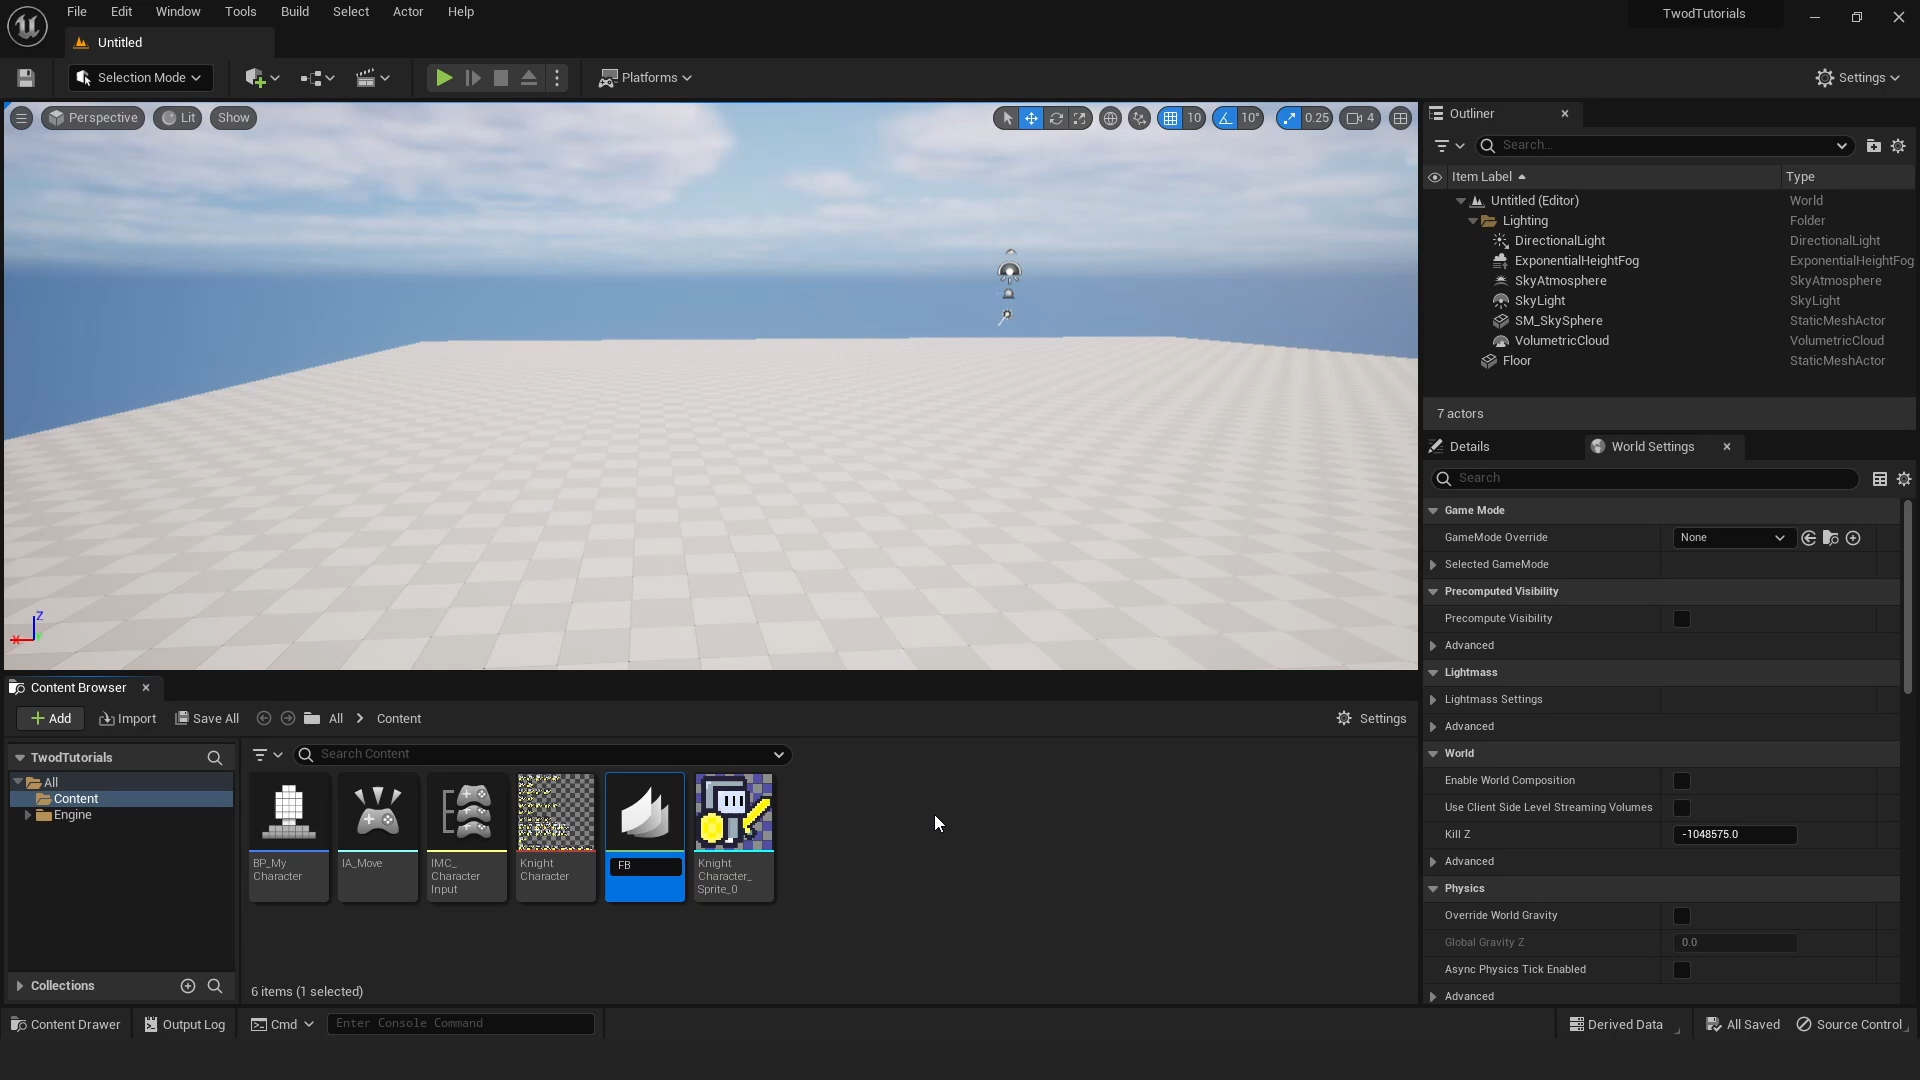 File Edit Window Tools Build Select Actor Help
TwodTutorials
Untitled
Selection Mode
Platforms
Settings
Perspective Lit Show
10 10° 0.25 4
Outliner
Search...
Item Label Type
Untitled (Editor) World
Lighting Folder
DirectionalLight DirectionalLight
ExponentialHeightFog ExponentialHeightFog
SkyAtmosphere SkyAtmosphere
SkyLight SkyLight
SM_SkySphere StaticMeshActor
VolumetricCloud VolumetricCloud
Floor StaticMeshActor
7 actors
Details World Settings
Search
Game Mode
GameMode Override None
Selected GameMode
Precomputed Visibility
Precompute Visibility
Advanced
Lightmass
Lightmass Settings
Advanced
World
Enable World Composition
Use Client Side Level Streaming Volumes
Kill Z -1048575.0
Advanced
Physics
Override World Gravity
Global Gravity Z 0.0
Async Physics Tick Enabled
Advanced
Z
X
Content Browser
Add Import Save All All Content
Settings
TwodTutorials
Search Content
All
Content
Engine
BP_My
Character
IA_Move
IMC_
Character
Input
Knight
Character
FB
Knight
Character_
Sprite_0
Collections
6 items (1 selected)
Content Drawer Output Log Cmd Enter Console Command
Derived Data All Saved Source Control